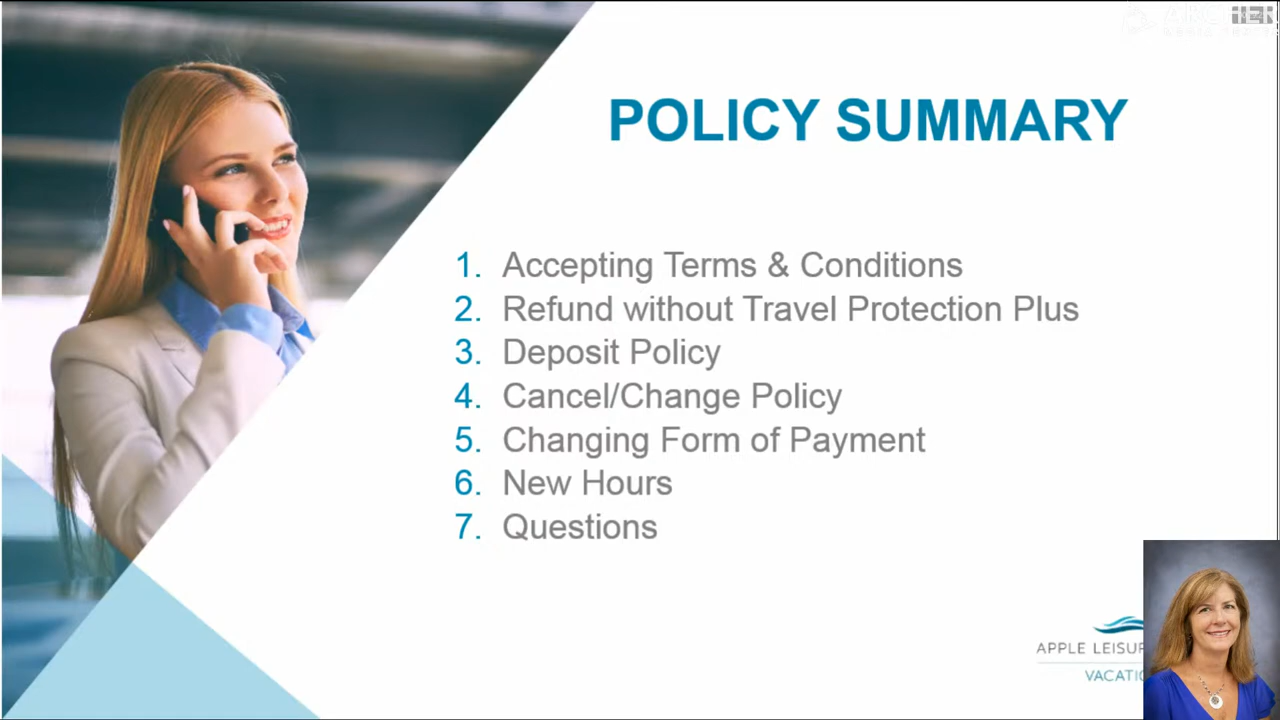 POLICY SUMMARY
1. Accepting Terms & Conditions
2. Refund without Travel Protection Plus
3. Deposit Policy
4. Cancel/Change Policy
5. Changing Form of Payment
6. New Hours
7. Questions
APPLE